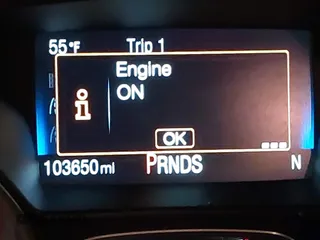 55°F Trip 1
Engine
ON
OK
103650mi PRNDS N